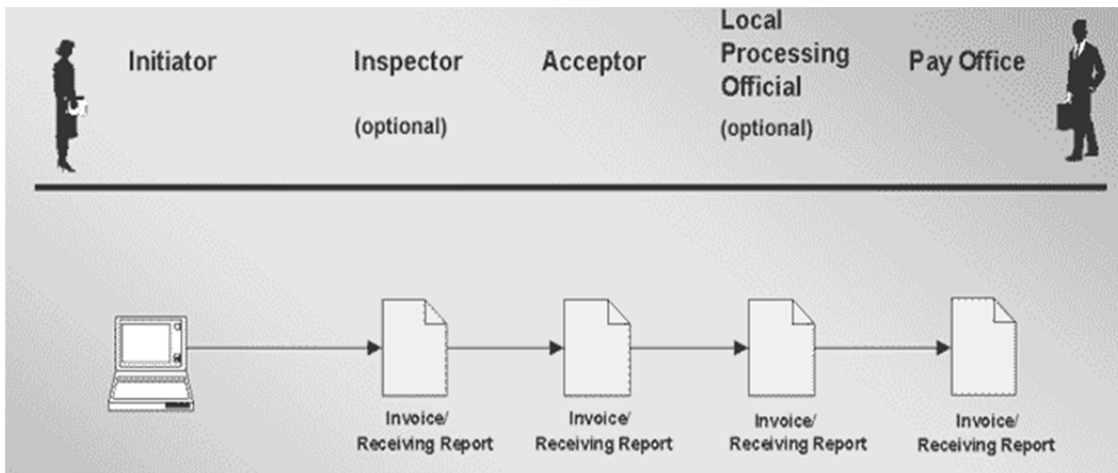 Initiator
Inspector
(optional)
Acceptor
Local
Processing
Official
(optional)
Pay Office
Invoice/
Receiving Report
Invoice/
Receiving Report
Invoice/
Receiving Report
Invoice/
Receiving Report